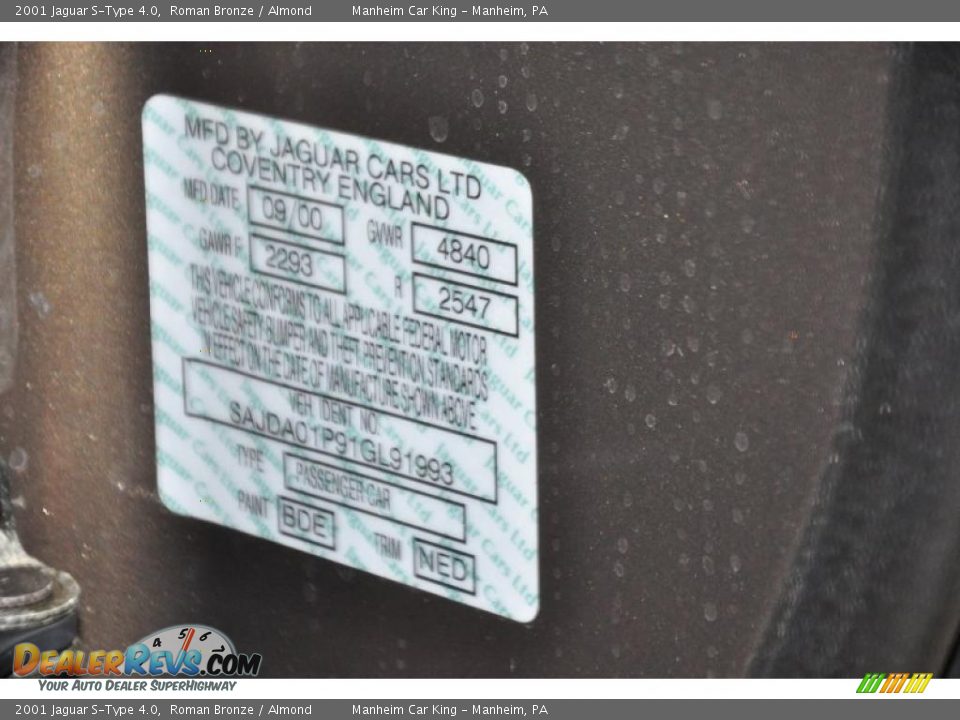 2001 Jaguar S-Type 4.0, Roman Bronze / Almond Manheim Car King - Manheim, PA
MFD BY JAGUAR CARS LTD
COVENTRY ENGLAND
MFD DATE 09/00 GVWR 4840
GAWR F 2293 R 2547
THIS VEHICLE CONFORMS TO ALL APPLICABLE FEDERAL MOTOR
VEHICLE SAFETY BUMPER AND THEFT PREVENTION STANDARDS
IN EFFECT ON THE DATE OF MANUFACTURE SHOWN ABOVE
VEH. IDENT NO:
SAJDA01P91GL91993
TYPE PASSENGER CAR
PAINT BDE TRIM NED
4 5 6
DEALERREVS.COM
YOUR AUTO DEALER SUPERHIGHWAY
2001 Jaguar S-Type 4.0, Roman Bronze / Almond Manheim Car King - Manheim, PA